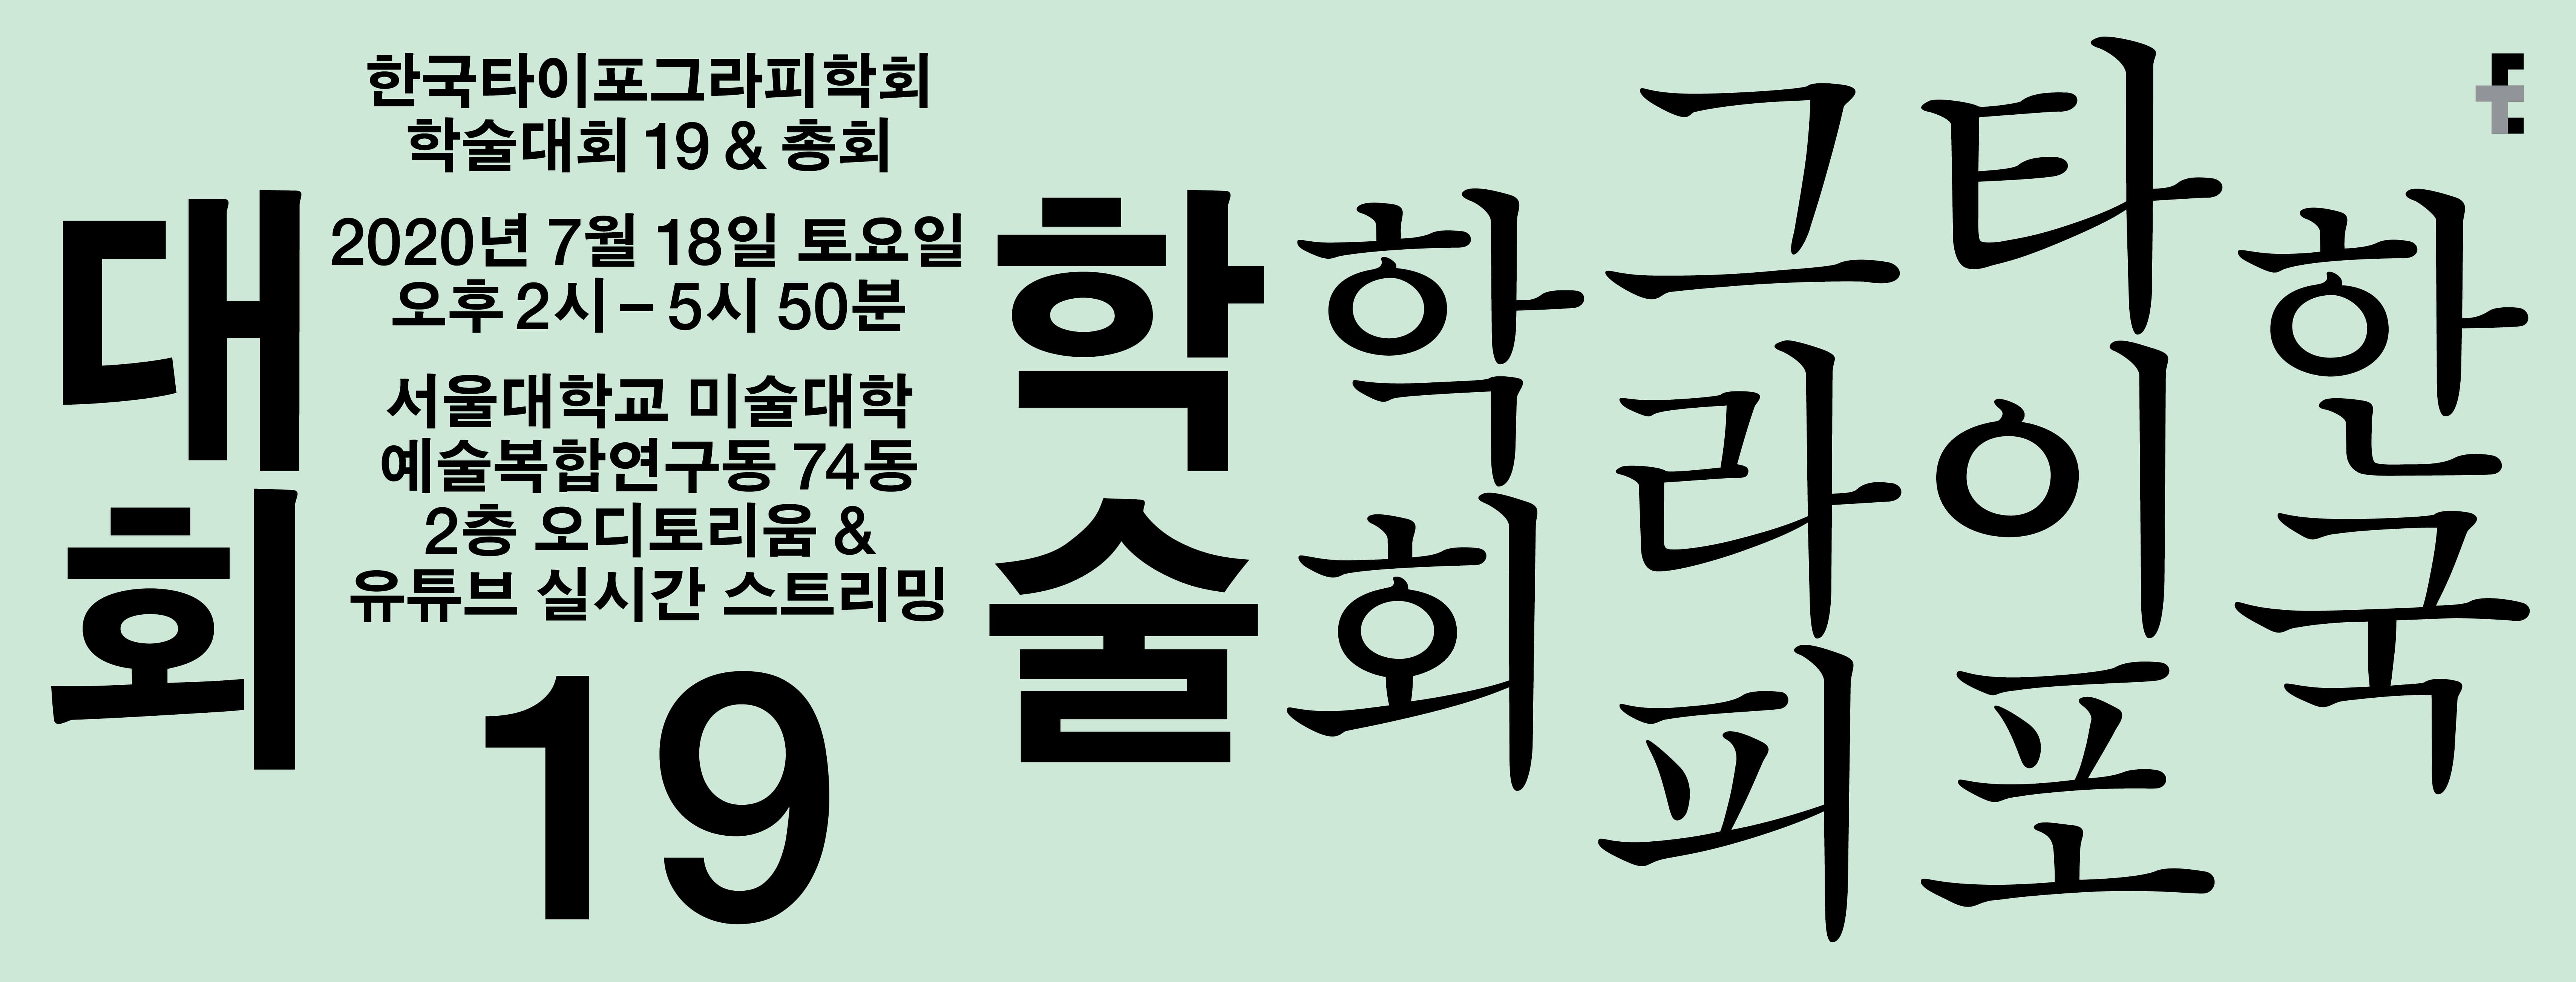 한국
타이포
그라피
학회
학술
대회
19
한국타이포그라피학회
학술대회 19 & 총회
2020년 7월 18일 토요일
오후 2시 – 5시 50분
서울대학교 미술대학
예술복합연구동 74동
2층 오디토리움 &
유튜브 실시간 스트리밍